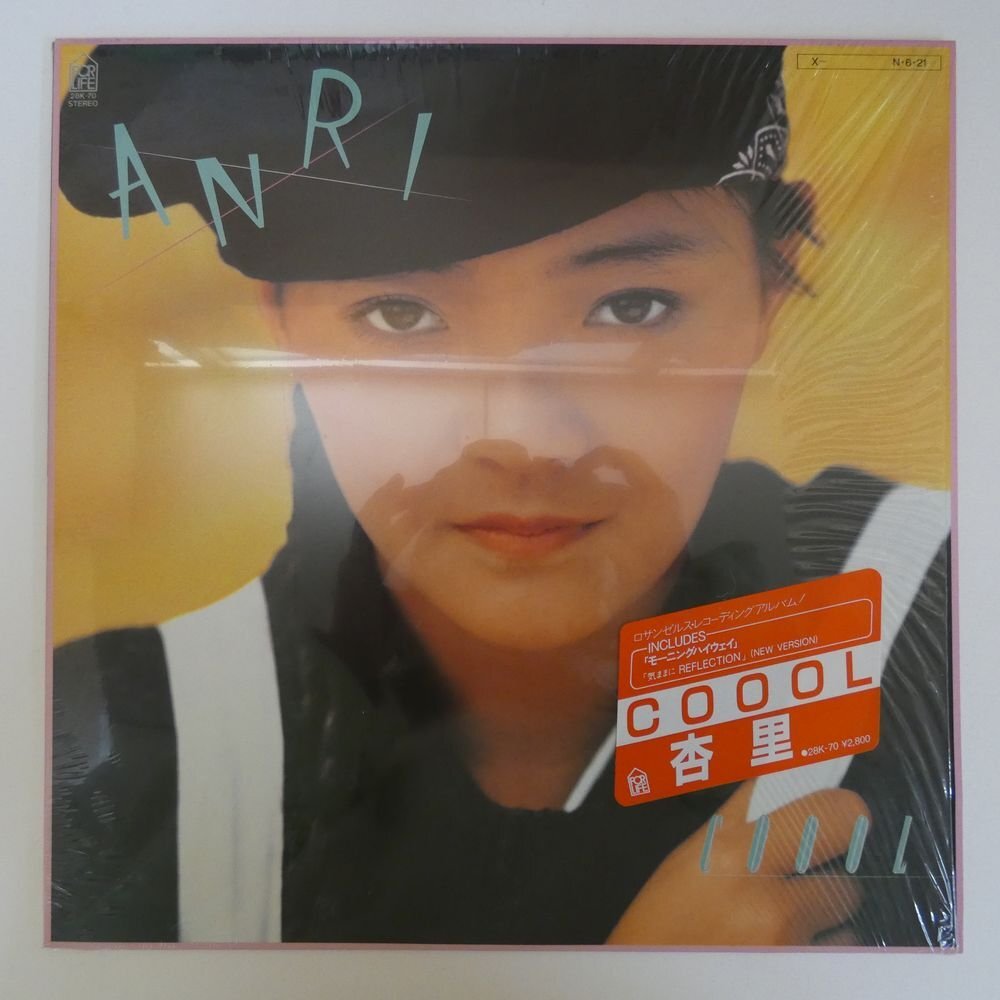 FOR
LIFE
28K-70
STEREO
X~ N・6・21
ANRI
ロサンゼルス・レコーディングアルバム!
INCLUDES
「モーニングハイウェイ」
「気ままに REFLECTION」(NEW VERSION)
COOOL
杏里
●28K-70 ¥2,800
FOR
LIFE
COOOL